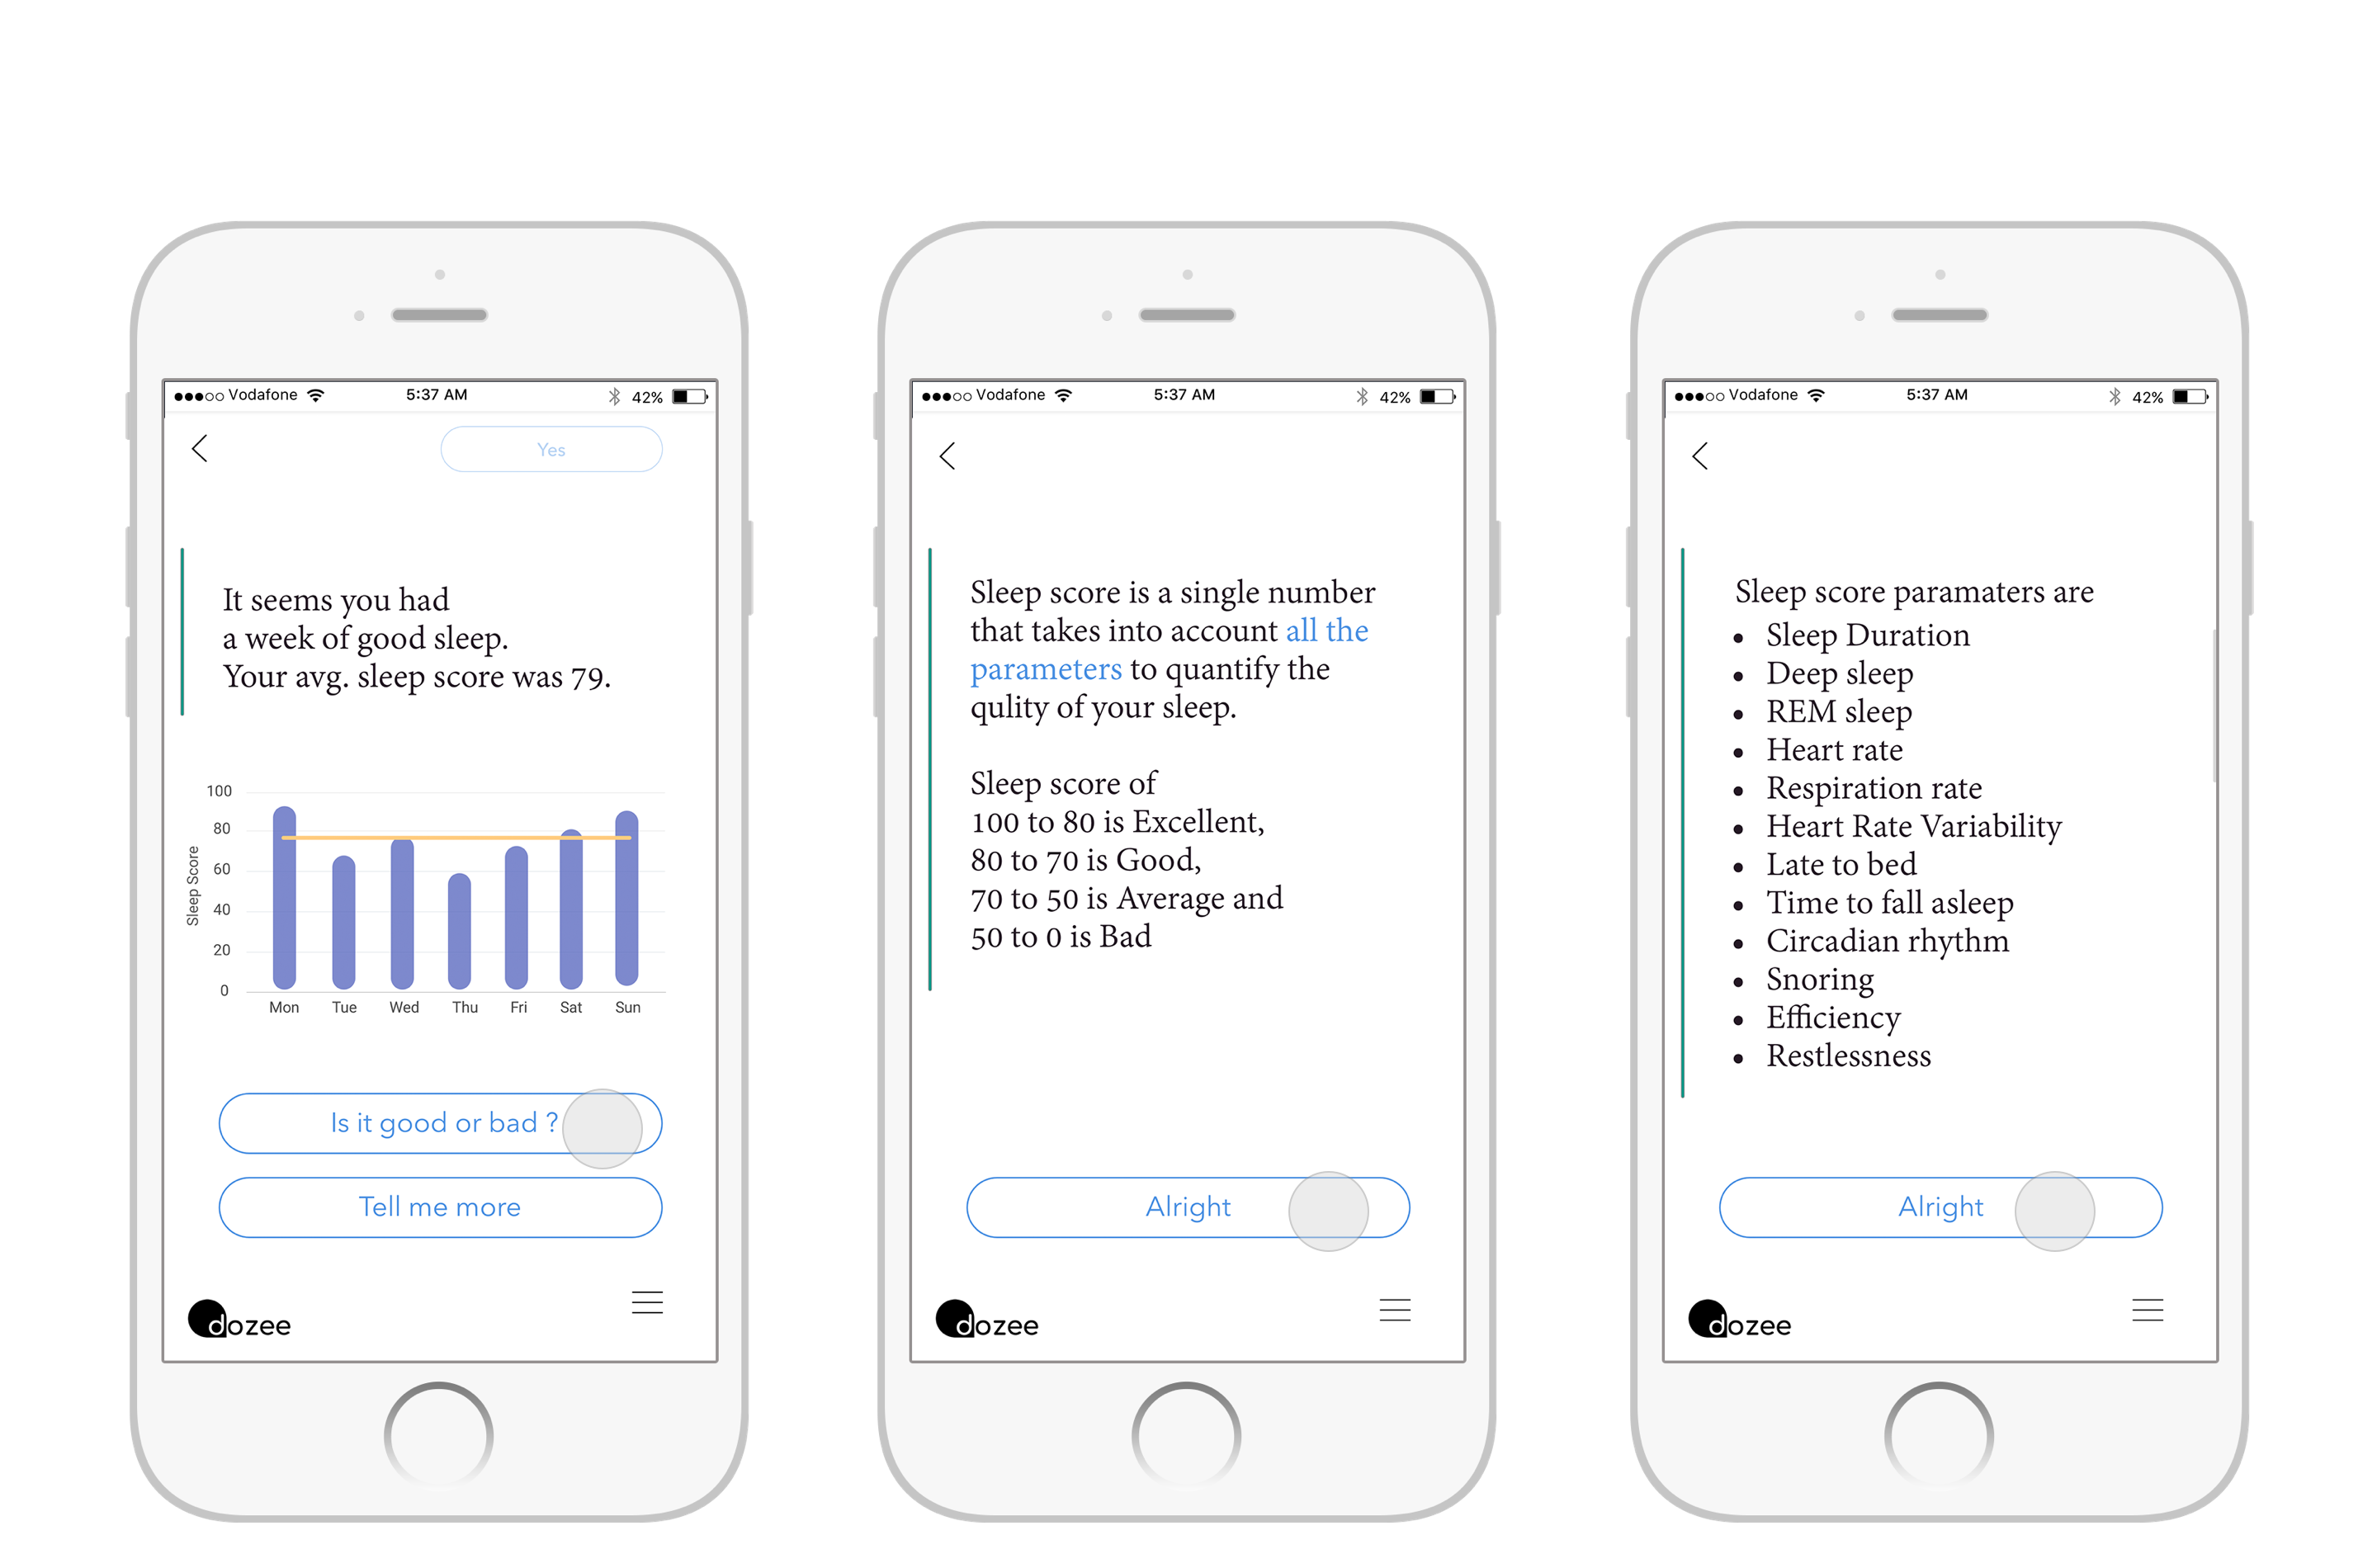 Vodafone 5:37 AM 42%
Yes
It seems you had
a week of good sleep.
Your avg. sleep score was 79.
Sleep Score
100
80
60
40
20
0
Mon Tue Wed Thu Fri Sat Sun
Is it good or bad ?
Tell me more
dozee
Vodafone 5:37 AM 42%
Sleep score is a single number
that takes into account all the
parameters to quantify the
qulity of your sleep.
Sleep score of
100 to 80 is Excellent,
80 to 70 is Good,
70 to 50 is Average and
50 to 0 is Bad
Alright
dozee
Vodafone 5:37 AM 42%
Sleep score paramaters are
• Sleep Duration
• Deep sleep
• REM sleep
• Heart rate
• Respiration rate
• Heart Rate Variability
• Late to bed
• Time to fall asleep
• Circadian rhythm
• Snoring
• Efficiency
• Restlessness
Alright
dozee